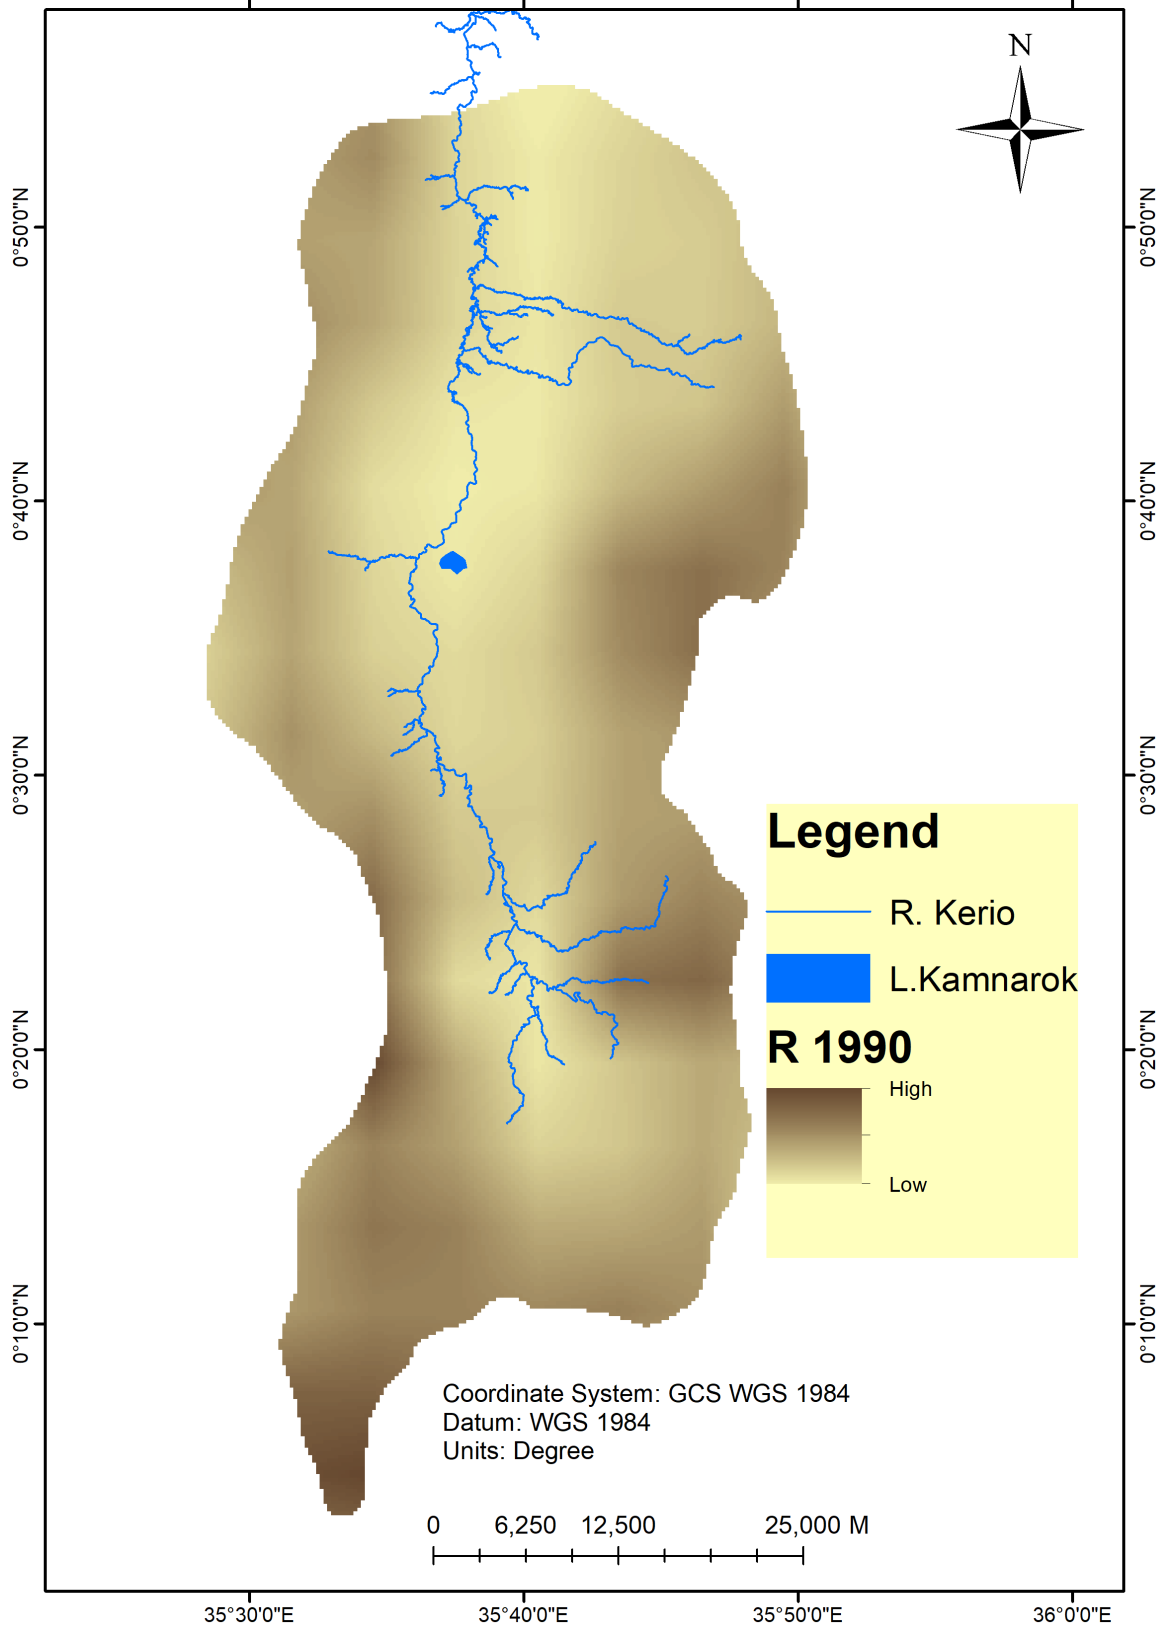 N
0°50'0"N
0°50'0"N
0°40'0"N
0°40'0"N
0°30'0"N
0°30'0"N
Legend
R. Kerio
L.Kamnarok
R 1990
High
Low
0°20'0"N
0°20'0"N
0°10'0"N
0°10'0"N
Coordinate System: GCS WGS 1984
Datum: WGS 1984
Units: Degree
0 6,250 12,500 25,000 M
35°30'0"E 35°40'0"E 35°50'0"E 36°0'0"E